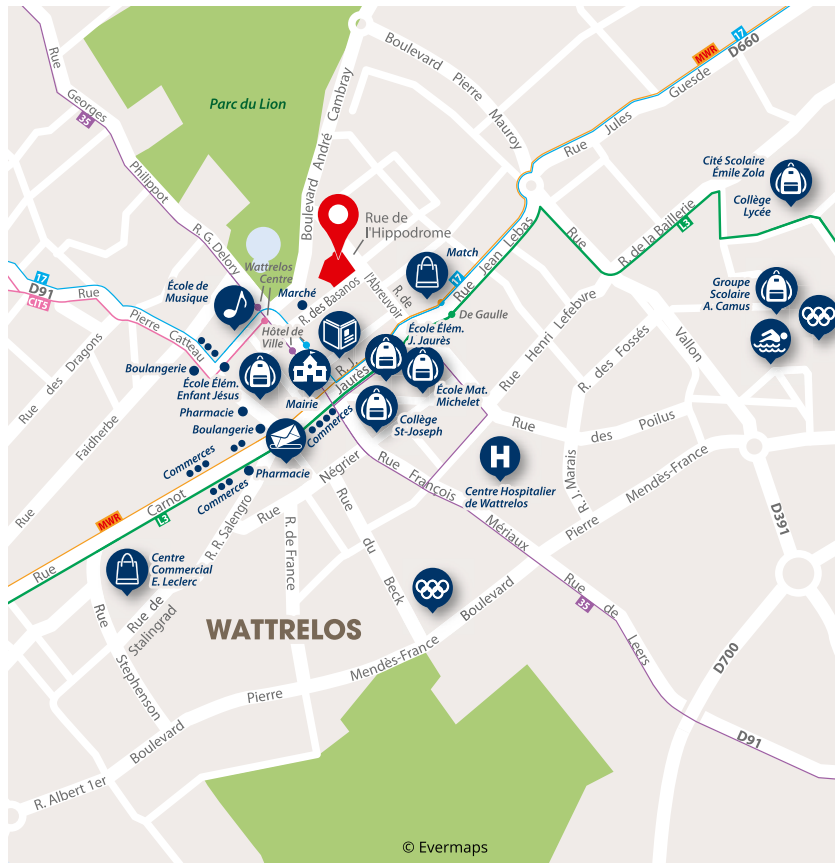 Rue
Georges
35
Philippot
R. G. Delory
Parc du Lion
Boulevard André Cambray
Boulevard Pierre Mauroy
Rue Jules Guesde
MWR
17
D660
Cité Scolaire
Émile Zola
Collège
Lycée
R. de la Baillerie
L3
Rue
Vallon
Groupe
Scolaire
A. Camus
Rue de
l'Hippodrome
Match
17
Rue Jean Lebas
R. de
l'Abreuvoir
De Gaulle
Wattrelos
Centre
École de
Musique
Marché
R. des Basanos
Hôtel de
Ville
17
D91
CIT5
Rue
Pierre
Catteau
Boulangerie
École Élém.
Enfant Jésus
Mairie
R. J.
Jaurès
École Élém.
J. Jaurès
École Mat.
Michelet
Collège
St-Joseph
Rue Henri Lefebvre
R. des Fossés
Rue
des
Poilus
Rue des Dragons
Faidherbe
Rue
Pharmacie
Boulangerie
Commerces
Commerces
Commerces
Pharmacie
Carnot
MWR
L3
Rue
H
Centre Hospitalier
de Wattrelos
R. J. Marais
Boulevard
Pierre
Mendès-France
D391
Rue
Négrier
R. R. Salengro
R. de France
Rue
du
Beck
Rue François
Mériaux
Rue
de
Leers
35
Centre
Commercial
E. Leclerc
Rue de
Stalingrad
Rue
Stephenson
WATTRELOS
Mendès-France
Pierre
Boulevard
R. Albert 1er
D700
D91
© Evermaps